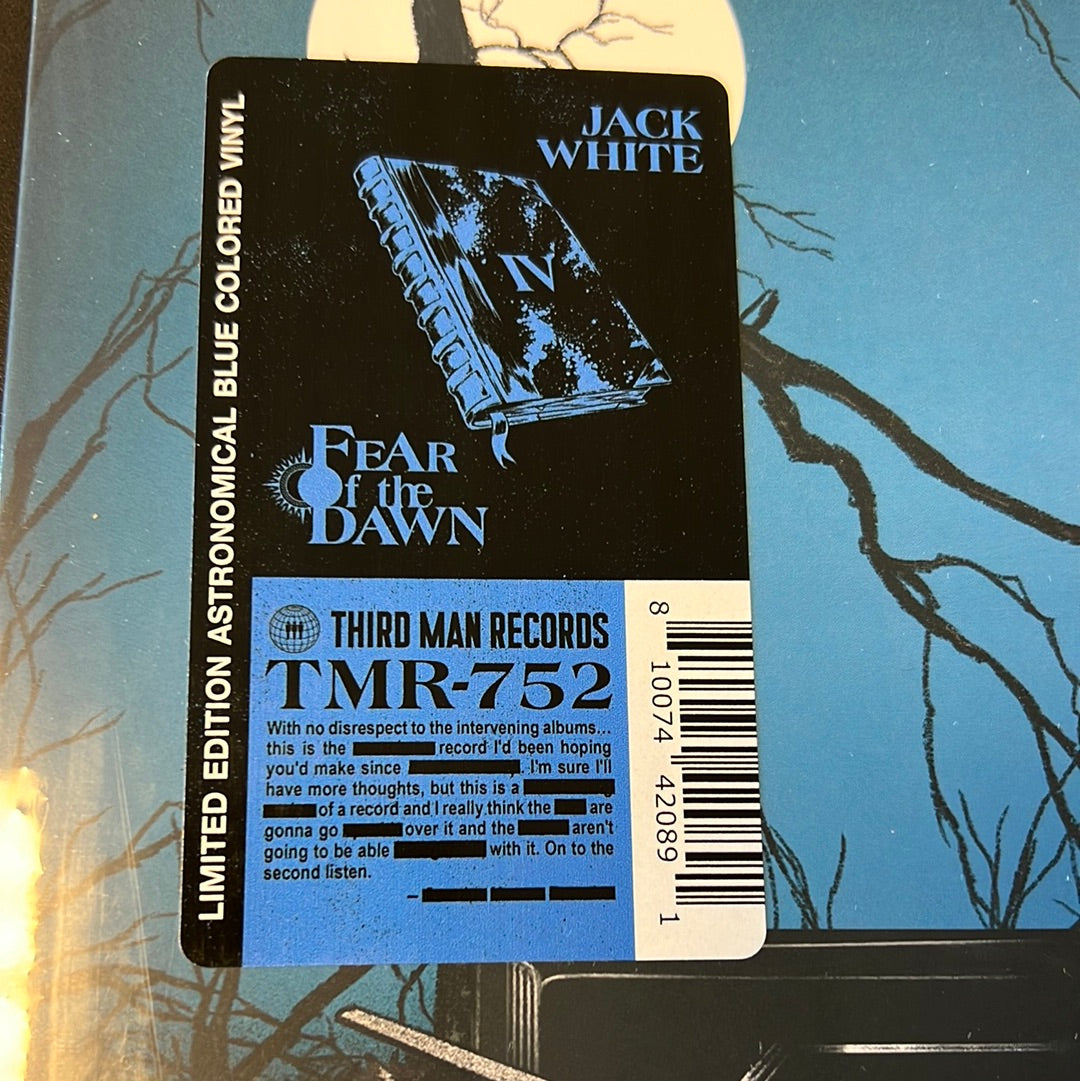 LIMITED EDITION ASTRONOMICAL BLUE COLORED VINYL
JACK
WHITE
IV
FEAR
Of the
DAWN
THIRD MAN RECORDS
TMR-752
With no disrespect to the intervening albums...
this is the record I'd been hoping
you'd make since . I'm sure I'll
have more thoughts, but this is a
of a record and I really think the are
gonna go over it and the aren't
going to be able with it. On to the
second listen.
–
8 10074 42089 1